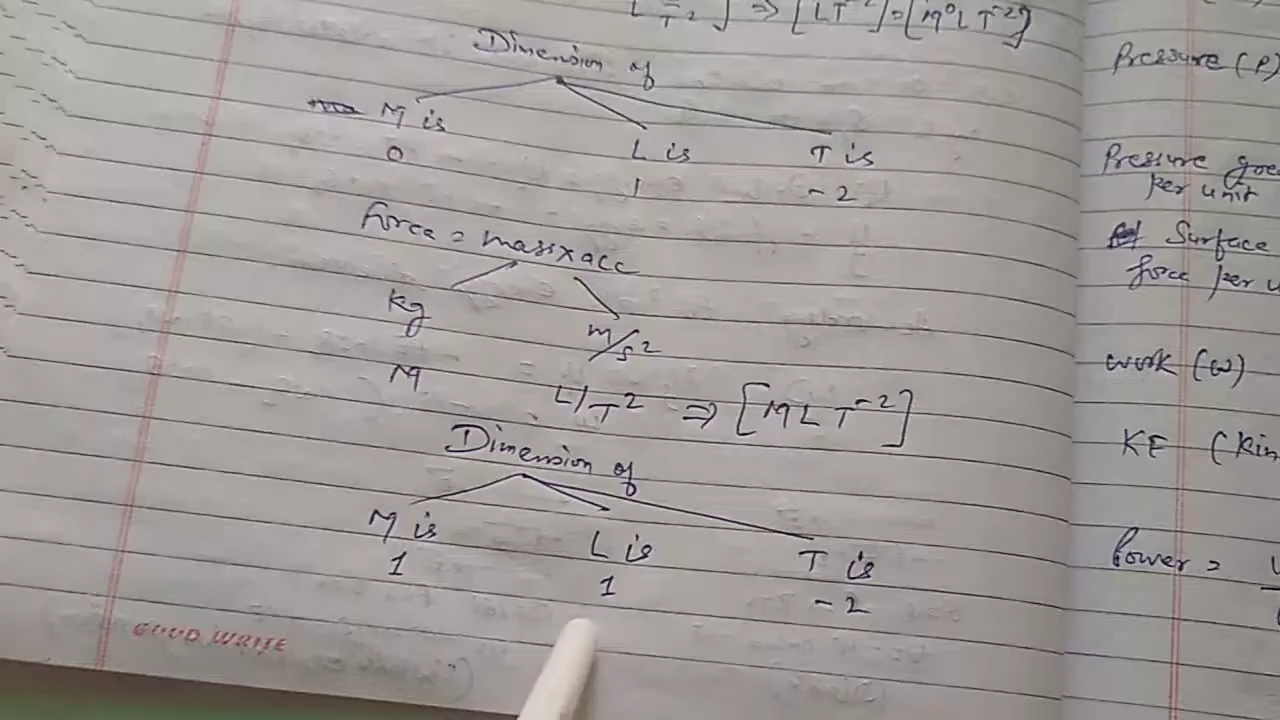 L T² ] ⇒ [LT⁻²] = [M⁰LT⁻²]
Dimension of
M is L is T is
0 1 -2
Force = mass x acc
Kg m/s²
M L/T² ⇒ [MLT⁻²]
Dimension of
M is L is T is
1 1 -2
GOOD WRITE
Pressure (P)
Pressure
per unit
Surface
force per
work (W)
KE (Kin
Power =